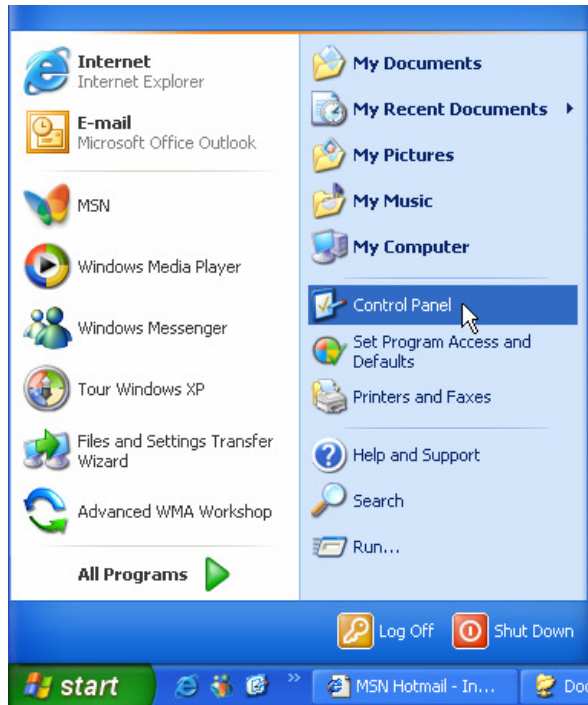 Internet
Internet Explorer
E-mail
Microsoft Office Outlook
MSN
Windows Media Player
Windows Messenger
Tour Windows XP
Files and Settings Transfer
Wizard
Advanced WMA Workshop
All Programs
My Documents
My Recent Documents
My Pictures
My Music
My Computer
Control Panel
Set Program Access and
Defaults
Printers and Faxes
Help and Support
Search
Run...
Log Off
Shut Down
start
MSN Hotmail - In...
Doc